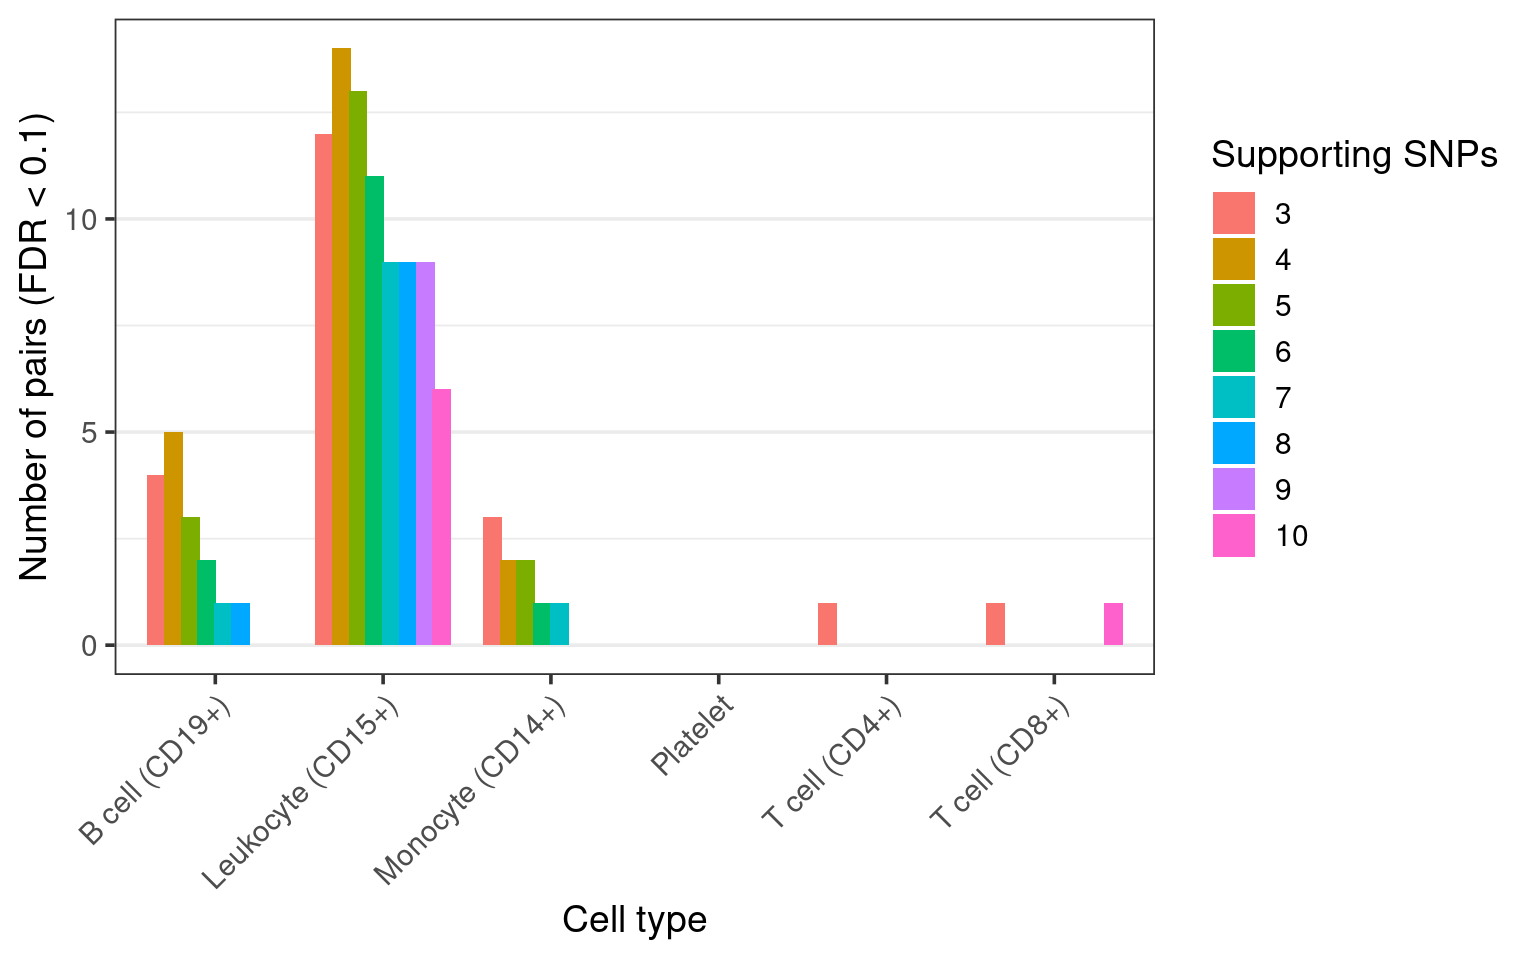 Number of pairs (FDR < 0.1)
10
5
0
B cell (CD19+)
Leukocyte (CD15+)
Monocyte (CD14+)
Platelet
T cell (CD4+)
T cell (CD8+)
Cell type
Supporting SNPs
3
4
5
6
7
8
9
10